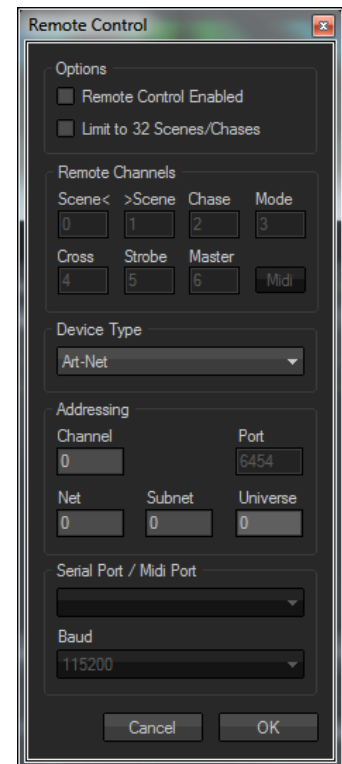 Remote Control
Options
Remote Control Enabled
Limit to 32 Scenes/Chases
Remote Channels
Scene< >Scene Chase Mode
0 1 2 3
Cross Strobe Master
4 5 6 Midi
Device Type
Art-Net
Addressing
Channel Port
0 6454
Net Subnet Universe
0 0 0
Serial Port / Midi Port
Baud
115200
Cancel OK